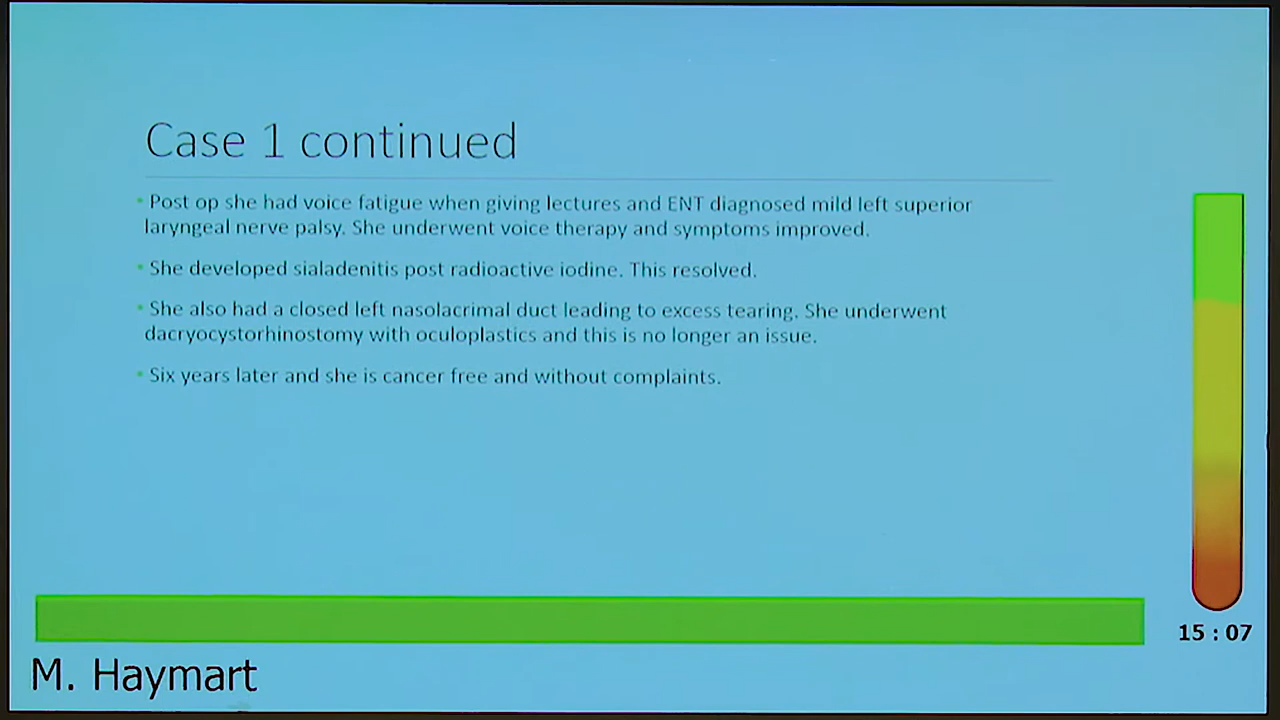 Case 1 continued
• Post op she had voice fatigue when giving lectures and ENT diagnosed mild left superior
laryngeal nerve palsy. She underwent voice therapy and symptoms improved.
• She developed sialadenitis post radioactive iodine. This resolved.
• She also had a closed left nasolacrimal duct leading to excess tearing. She underwent
dacryocystorhinostomy with oculoplastics and this is no longer an issue.
• Six years later and she is cancer free and without complaints.
15 : 07
M. Haymart